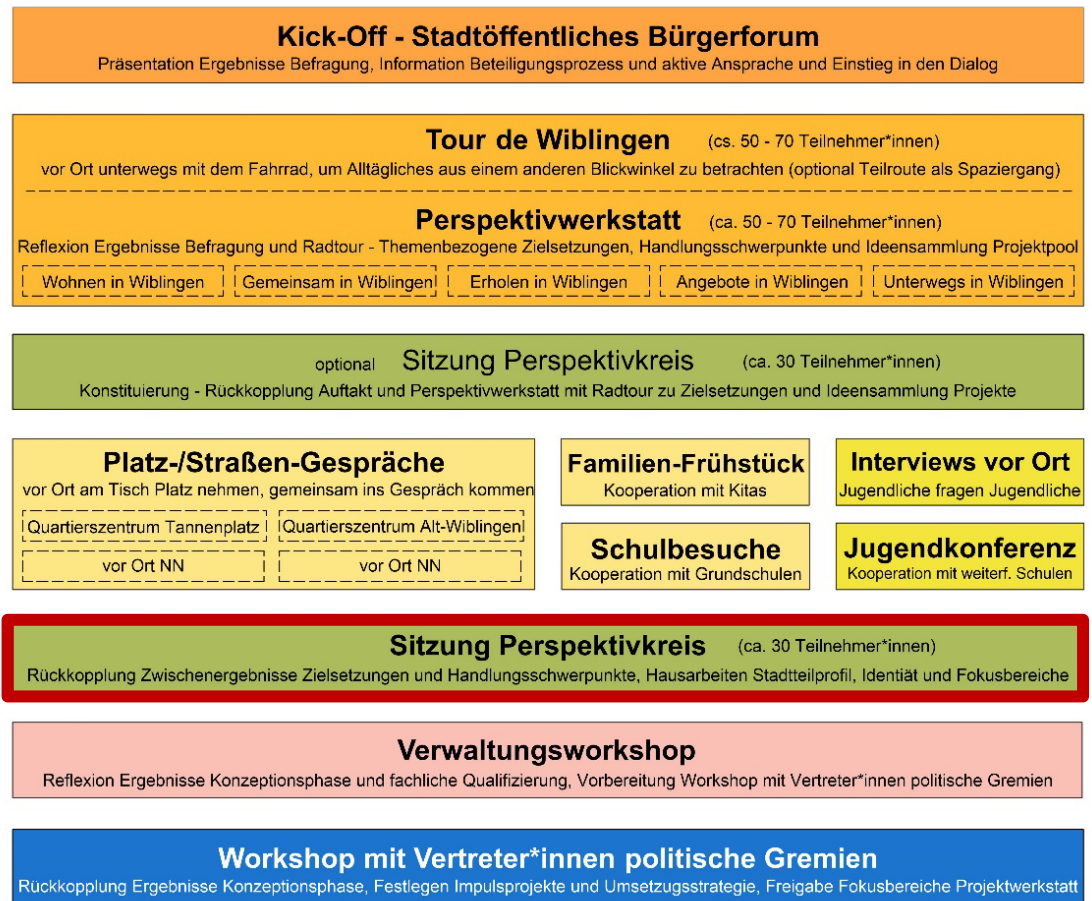 Kick-Off - Stadtöffentliches Bürgerforum
Präsentation Ergebnisse Befragung, Information Beteiligungsprozess und aktive Ansprache und Einstieg in den Dialog
Tour de Wiblingen (cs. 50 - 70 Teilnehmer*innen)
vor Ort unterwegs mit dem Fahrrad, um Alltägliches aus einem anderen Blickwinkel zu betrachten (optional Teilroute als Spaziergang)
Perspektivwerkstatt (ca. 50 - 70 Teilnehmer*innen)
Reflexion Ergebnisse Befragung und Radtour - Themenbezogene Zielsetzungen, Handlungsschwerpunkte und Ideensammlung Projektpool
Wohnen in Wiblingen Gemeinsam in Wiblingen Erholen in Wiblingen Angebote in Wiblingen Unterwegs in Wiblingen
optional Sitzung Perspektivkreis (ca. 30 Teilnehmer*innen)
Konstituierung - Rückkopplung Auftakt und Perspektivwerkstatt mit Radtour zu Zielsetzungen und Ideensammlung Projekte
Platz-/Straßen-Gespräche
vor Ort am Tisch Platz nehmen, gemeinsam ins Gespräch kommen
Quartierszentrum Tannenplatz Quartierszentrum Alt-Wiblingen
vor Ort NN vor Ort NN
Familien-Frühstück
Kooperation mit Kitas
Interviews vor Ort
Jugendliche fragen Jugendliche
Schulbesuche
Kooperation mit Grundschulen
Jugendkonferenz
Kooperation mit weiterf. Schulen
Sitzung Perspektivkreis (ca. 30 Teilnehmer*innen)
Rückkopplung Zwischenergebnisse Zielsetzungen und Handlungsschwerpunkte, Hausarbeiten Stadtteilprofil, Identiät und Fokusbereiche
Verwaltungsworkshop
Reflexion Ergebnisse Konzeptionsphase und fachliche Qualifizierung, Vorbereitung Workshop mit Vertreter*innen politische Gremien
Workshop mit Vertreter*innen politische Gremien
Rückkopplung Ergebnisse Konzeptionsphase, Festlegen Impulsprojekte und Umsetzugsstrategie, Freigabe Fokusbereiche Projektwerkstatt